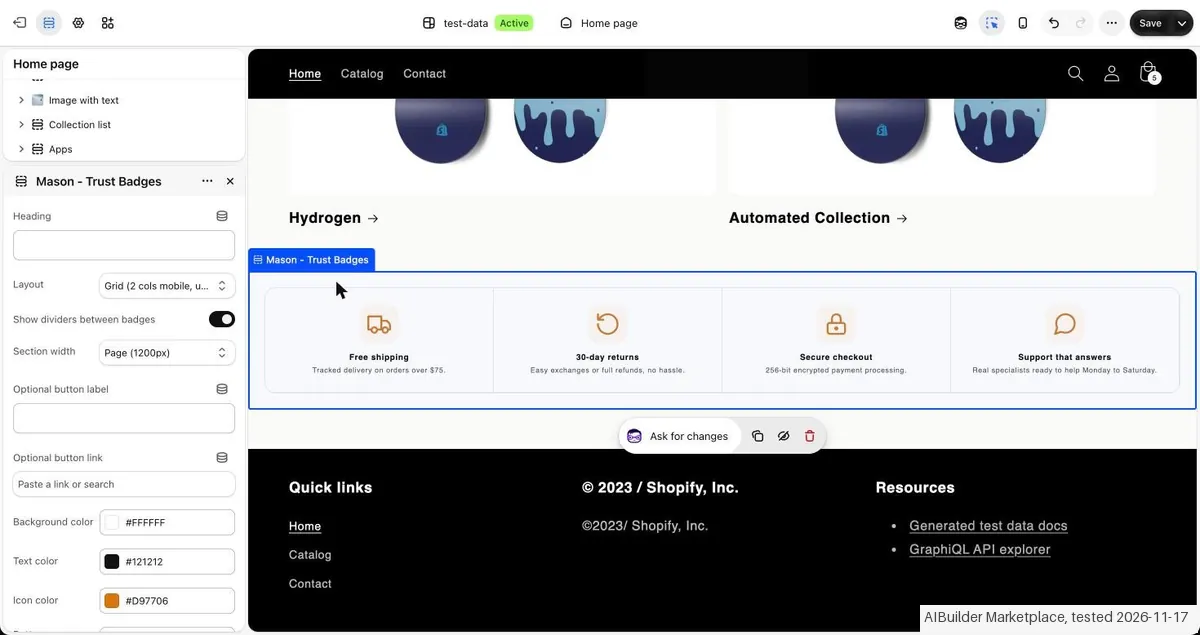 test-data Active Home page
Save
Home page
Image with text
Collection list
Apps
Mason - Trust Badges
Heading
Layout
Grid (2 cols mobile, u...
Show dividers between badges
Section width
Page (1200px)
Optional button label
Optional button link
Paste a link or search
Background color
#FFFFFF
Text color
#121212
Icon color
#D97706
Home Catalog Contact
5
Hydrogen →
Automated Collection →
Mason - Trust Badges
Free shipping
Tracked delivery on orders over $75.
30-day returns
Easy exchanges or full refunds, no hassle.
Secure checkout
256-bit encrypted payment processing.
Support that answers
Real specialists ready to help Monday to Saturday.
Ask for changes
Quick links
Home
Catalog
Contact
© 2023 / Shopify, Inc.
©2023/ Shopify, Inc.
Resources
Generated test data docs
GraphiQL API explorer
AIBuilder Marketplace, tested 2026-11-17